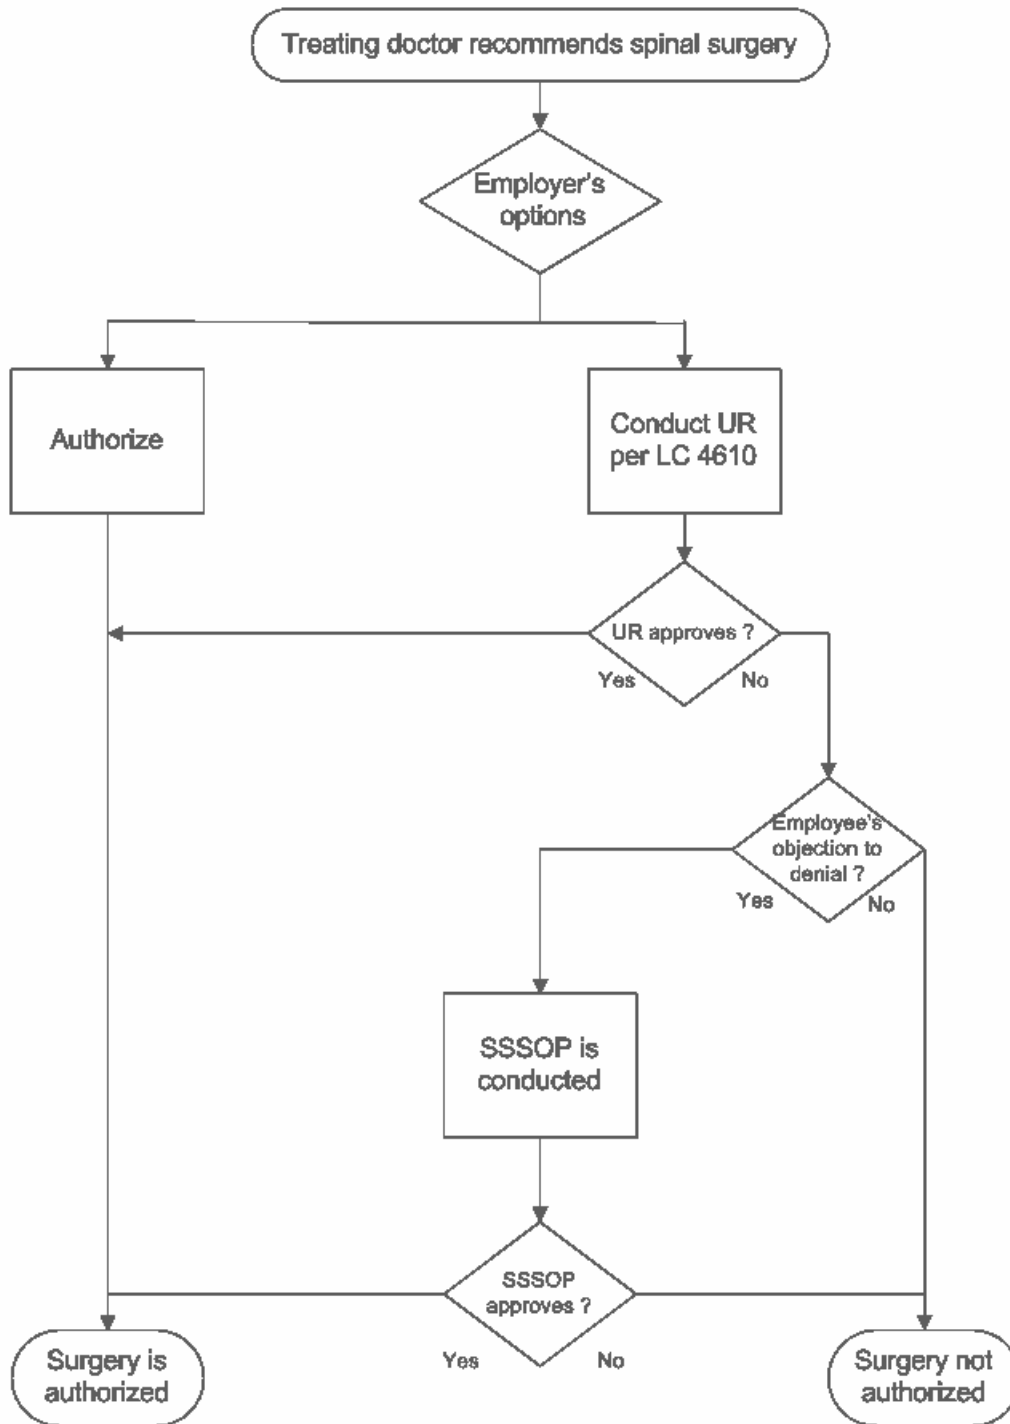 Treating doctor recommends spinal surgery
Employer's
options
Authorize
Conduct UR
per LC 4610
UR approves ?
Yes
No
Employee's
objection to
denial ?
Yes
No
SSSOP is
conducted
SSSOP
approves ?
Yes
No
Surgery is
authorized
Surgery not
authorized